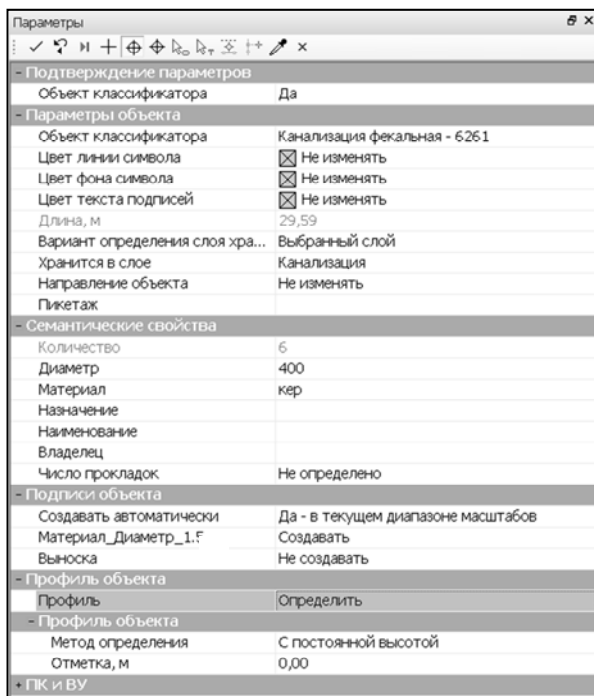 Параметры
- Подтверждение параметров
Объект классификатора Да
- Параметры объекта
Объект классификатора Канализация фекальная - 6261
Цвет линии символа Не изменять
Цвет фона символа Не изменять
Цвет текста подписей Не изменять
Длина, м 29,59
Вариант определения слоя хра... Выбранный слой
Хранится в слое Канализация
Направление объекта Не изменять
Пикетаж
- Семантические свойства
Количество 6
Диаметр 400
Материал кер
Назначение
Наименование
Владелец
Число прокладок Не определено
- Подписи объекта
Создавать автоматически Да - в текущем диапазоне масштабов
Материал_Диаметр_1.5 Создавать
Выноска Не создавать
- Профиль объекта
Профиль Определить
- Профиль объекта
Метод определения С постоянной высотой
Отметка, м 0,00
+ ПК и ВУ